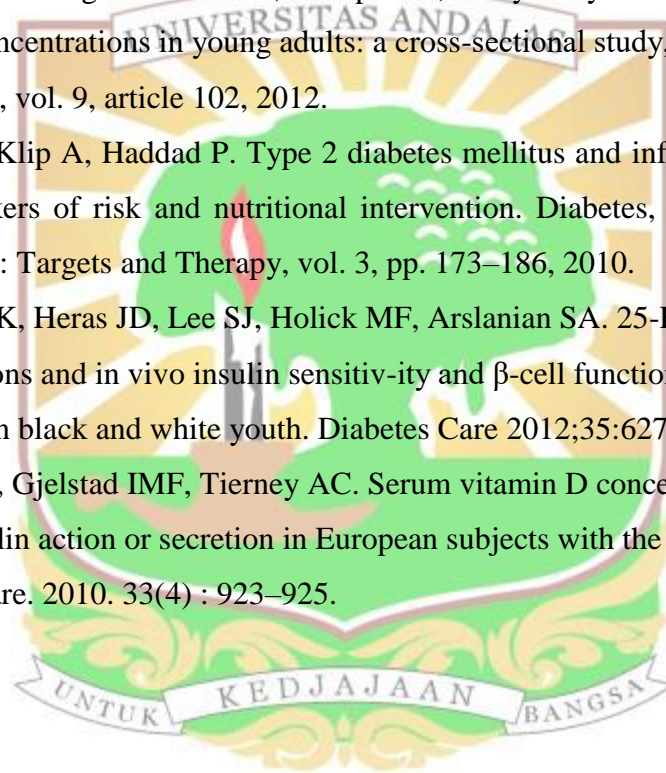 UNIVERSITAS ANDALAS
ncentrations in young adults: a cross-sectional study,
, vol. 9, article 102, 2012.
Klip A, Haddad P. Type 2 diabetes mellitus and inf
kers of risk and nutritional intervention. Diabetes,
: Targets and Therapy, vol. 3, pp. 173–186, 2010.
K, Heras JD, Lee SJ, Holick MF, Arslanian SA. 25-
ons and in vivo insulin sensitiv-ity and β-cell function
n black and white youth. Diabetes Care 2012;35:627
, Gjelstad IMF, Tierney AC. Serum vitamin D conce
lin action or secretion in European subjects with the
are. 2010. 33(4) : 923–925.
UNTUK KEDJAJAAN BANGSA